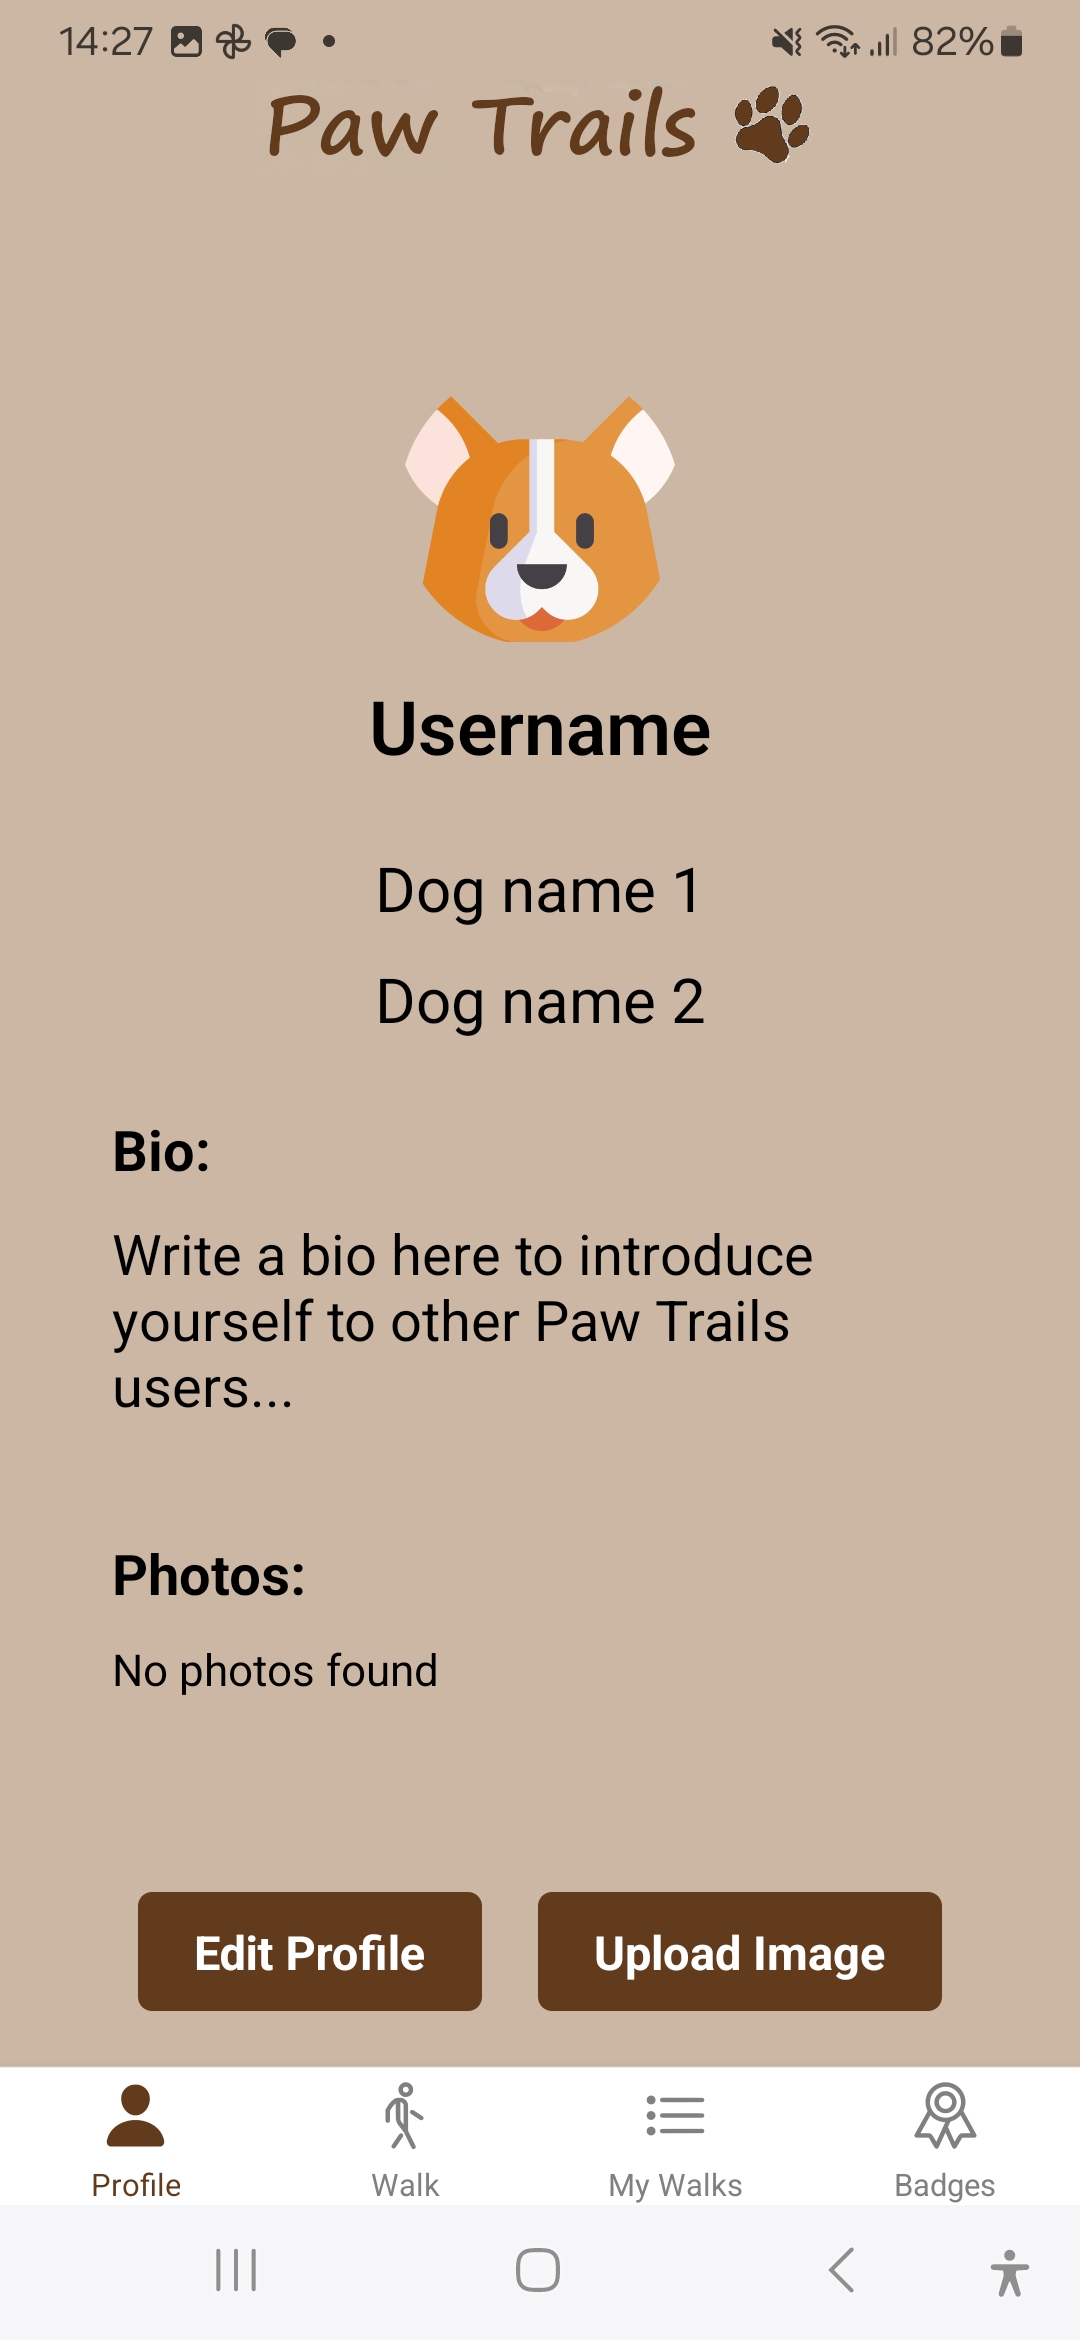 14:27 82%
Paw Trails
Username
Dog name 1
Dog name 2
Bio:
Write a bio here to introduce
yourself to other Paw Trails
users...
Photos:
No photos found
Edit Profile Upload Image
Profile Walk My Walks Badges